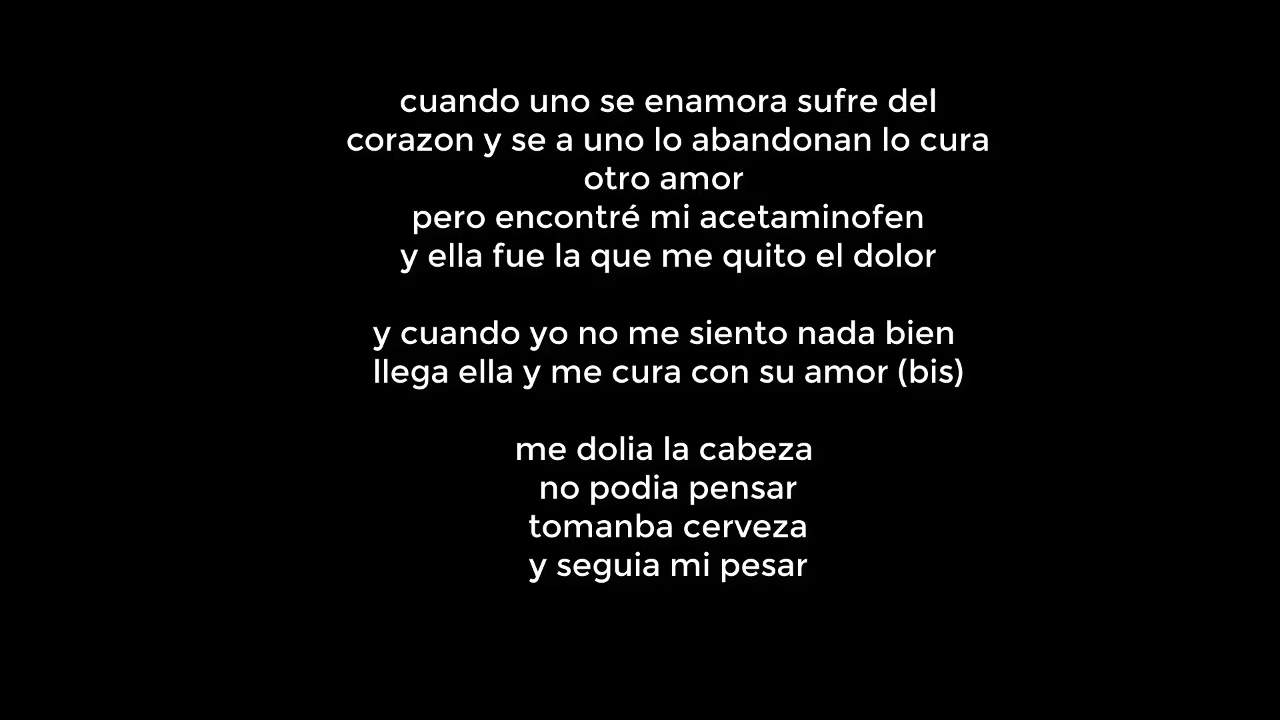 cuando uno se enamora sufre del
corazon y se a uno lo abandonan lo cura
otro amor
pero encontré mi acetaminofen
y ella fue la que me quito el dolor
y cuando yo no me siento nada bien
llega ella y me cura con su amor (bis)
me dolia la cabeza
no podia pensar
tomanba cerveza
y seguia mi pesar